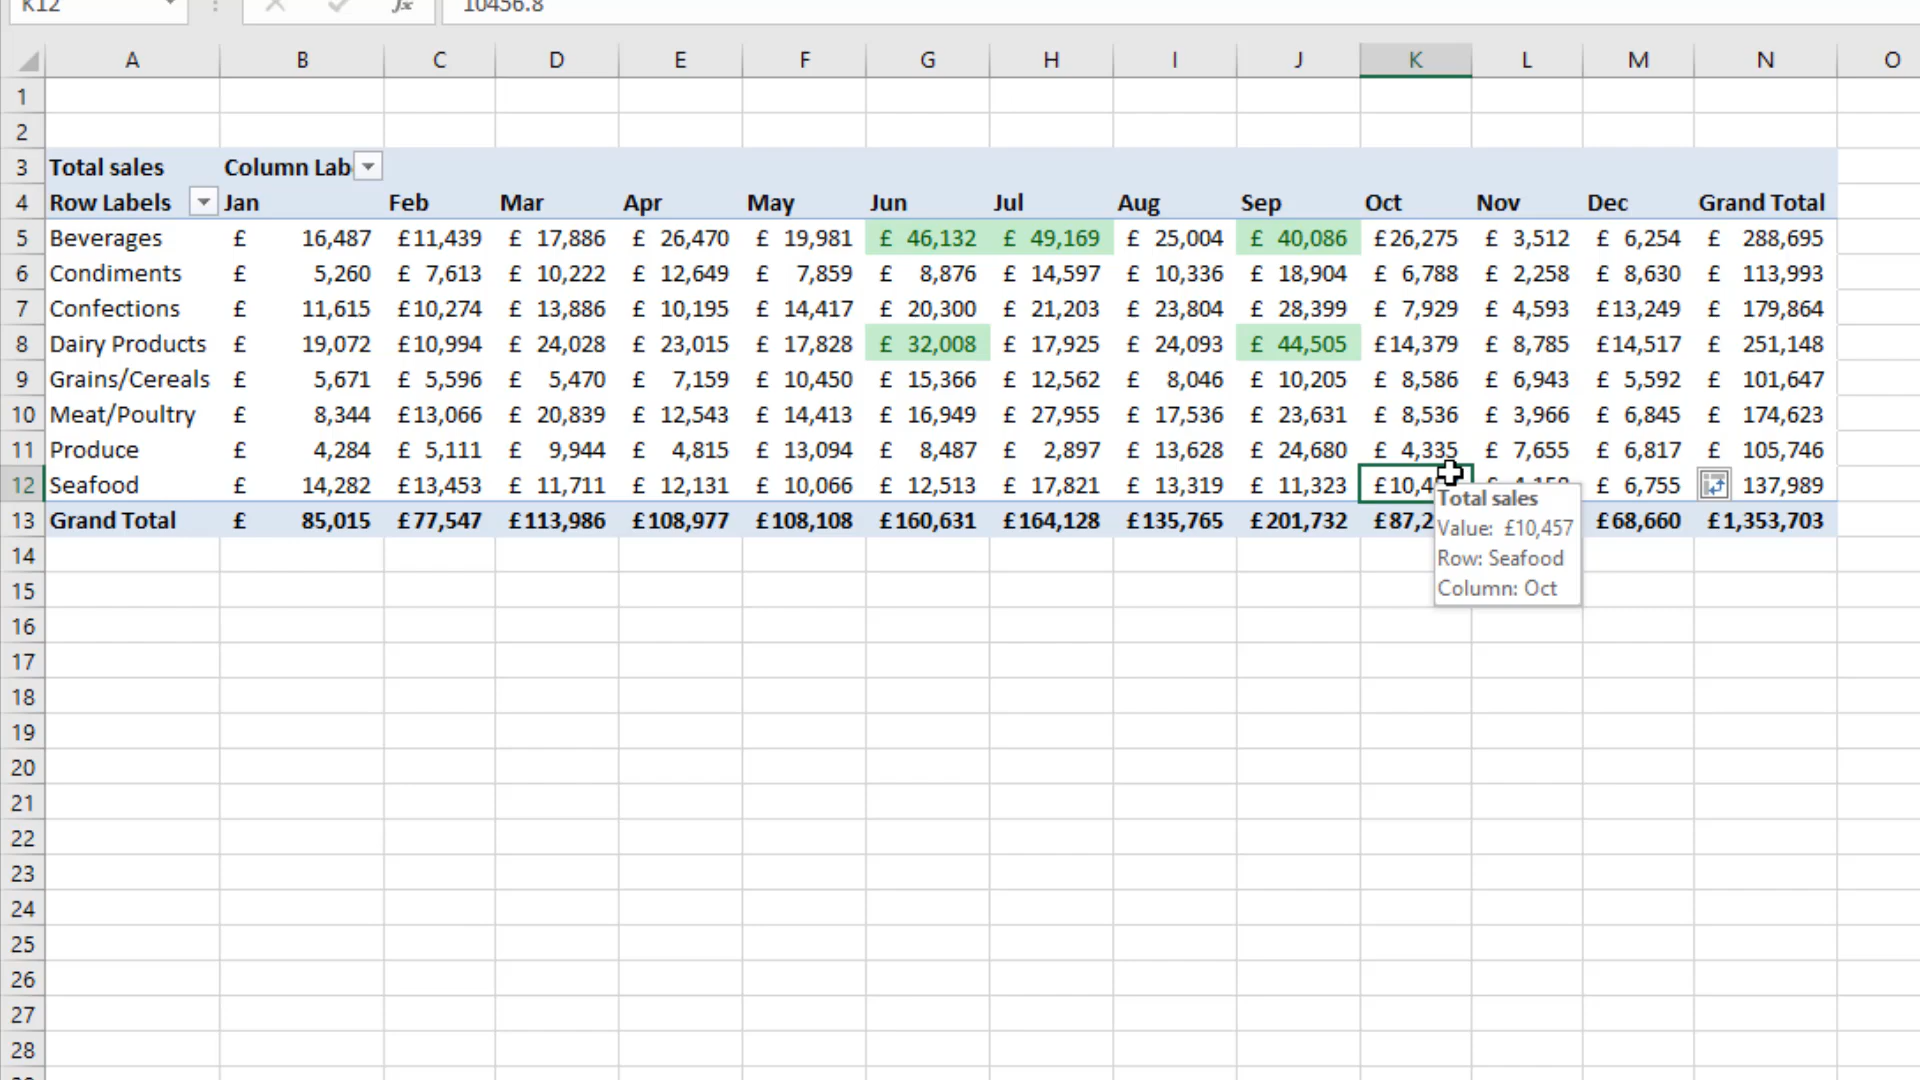 K12 fx 10456.8
A B C D E F G H I J K L M N O
1
2
3 Total sales Column Lab
4 Row Labels Jan Feb Mar Apr May Jun Jul Aug Sep Oct Nov Dec Grand Total
5 Beverages £ 16,487 £11,439 £ 17,886 £ 26,470 £ 19,981 £ 46,132 £ 49,169 £ 25,004 £ 40,086 £26,275 £ 3,512 £ 6,254 £ 288,695
6 Condiments £ 5,260 £ 7,613 £ 10,222 £ 12,649 £ 7,859 £ 8,876 £ 14,597 £ 10,336 £ 18,904 £ 6,788 £ 2,258 £ 8,630 £ 113,993
7 Confections £ 11,615 £10,274 £ 13,886 £ 10,195 £ 14,417 £ 20,300 £ 21,203 £ 23,804 £ 28,399 £ 7,929 £ 4,593 £13,249 £ 179,864
8 Dairy Products £ 19,072 £10,994 £ 24,028 £ 23,015 £ 17,828 £ 32,008 £ 17,925 £ 24,093 £ 44,505 £14,379 £ 8,785 £14,517 £ 251,148
9 Grains/Cereals £ 5,671 £ 5,596 £ 5,470 £ 7,159 £ 10,450 £ 15,366 £ 12,562 £ 8,046 £ 10,205 £ 8,586 £ 6,943 £ 5,592 £ 101,647
10 Meat/Poultry £ 8,344 £13,066 £ 20,839 £ 12,543 £ 14,413 £ 16,949 £ 27,955 £ 17,536 £ 23,631 £ 8,536 £ 3,966 £ 6,845 £ 174,623
11 Produce £ 4,284 £ 5,111 £ 9,944 £ 4,815 £ 13,094 £ 8,487 £ 2,897 £ 13,628 £ 24,680 £ 4,335 £ 7,655 £ 6,817 £ 105,746
12 Seafood £ 14,282 £13,453 £ 11,711 £ 12,131 £ 10,066 £ 12,513 £ 17,821 £ 13,319 £ 11,323 £10,4 £ 6,755 137,989
13 Grand Total £ 85,015 £77,547 £113,986 £108,977 £108,108 £160,631 £164,128 £135,765 £201,732 £87,2 £68,660 £1,353,703
Total sales
Value: £10,457
Row: Seafood
Column: Oct
14
15
16
17
18
19
20
21
22
23
24
25
26
27
28